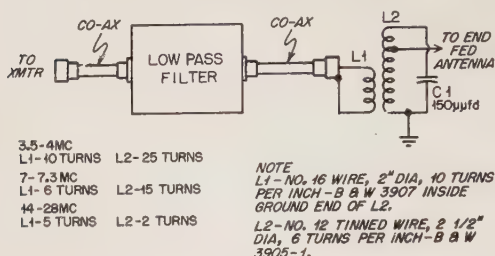 CO-AX
CO-AX
L2
TO
XMTR
LOW PASS
FILTER
L1
TO END
FED
ANTENNA
C1
150µµfd
3.5-4MC
L1-10 TURNS L2-25 TURNS
7-7.3MC
L1-6 TURNS L2-15 TURNS
14-28MC
L1-5 TURNS L2-2 TURNS
NOTE
L1-NO. 16 WIRE, 2" DIA, 10 TURNS
PER INCH-B & W 3907 INSIDE
GROUND END OF L2.
L2-NO. 12 TINNED WIRE, 2 1/2"
DIA, 6 TURNS PER INCH-B & W
3905-1.